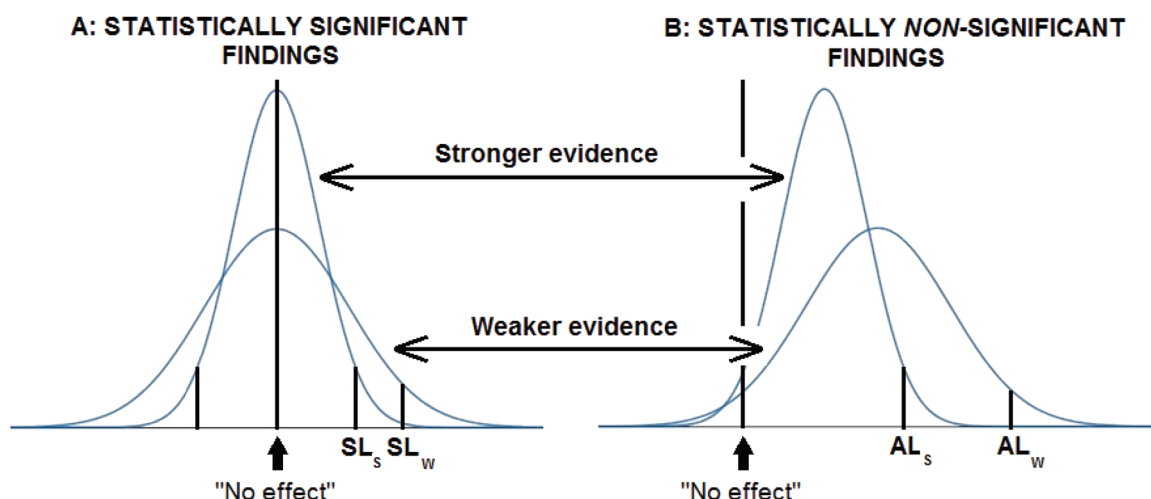 A: STATISTICALLY SIGNIFICANT
FINDINGS
B: STATISTICALLY NON-SIGNIFICANT
FINDINGS
Stronger evidence
Weaker evidence
SLs SLw
ALs ALw
"No effect"
"No effect"